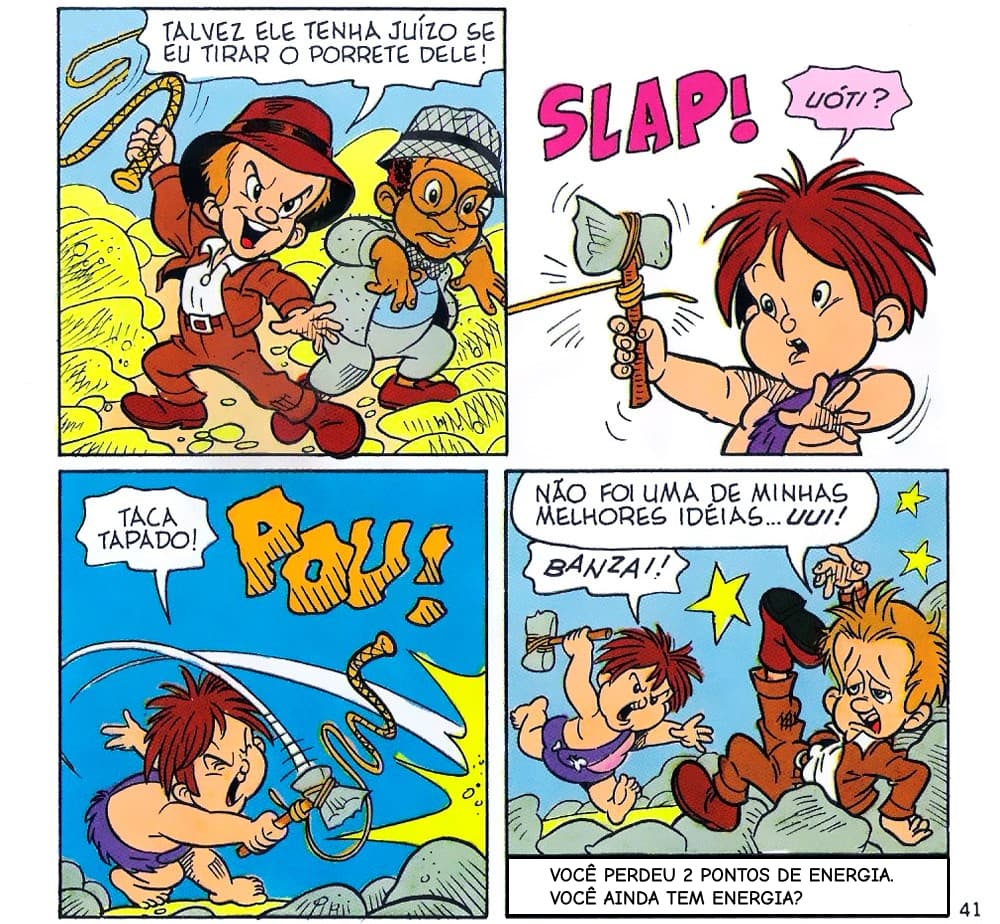 TALVEZ ELE TENHA JUÍZO SE
EU TIRAR O PORRETE DELE!
SLAP!
UÓTI?
TACA
TAPADO!
POU!
NÃO FOI UMA DE MINHAS
MELHORES IDÉIAS... UUI!
BANZAI!
VOCÊ PERDEU 2 PONTOS DE ENERGIA.
VOCÊ AINDA TEM ENERGIA?
41